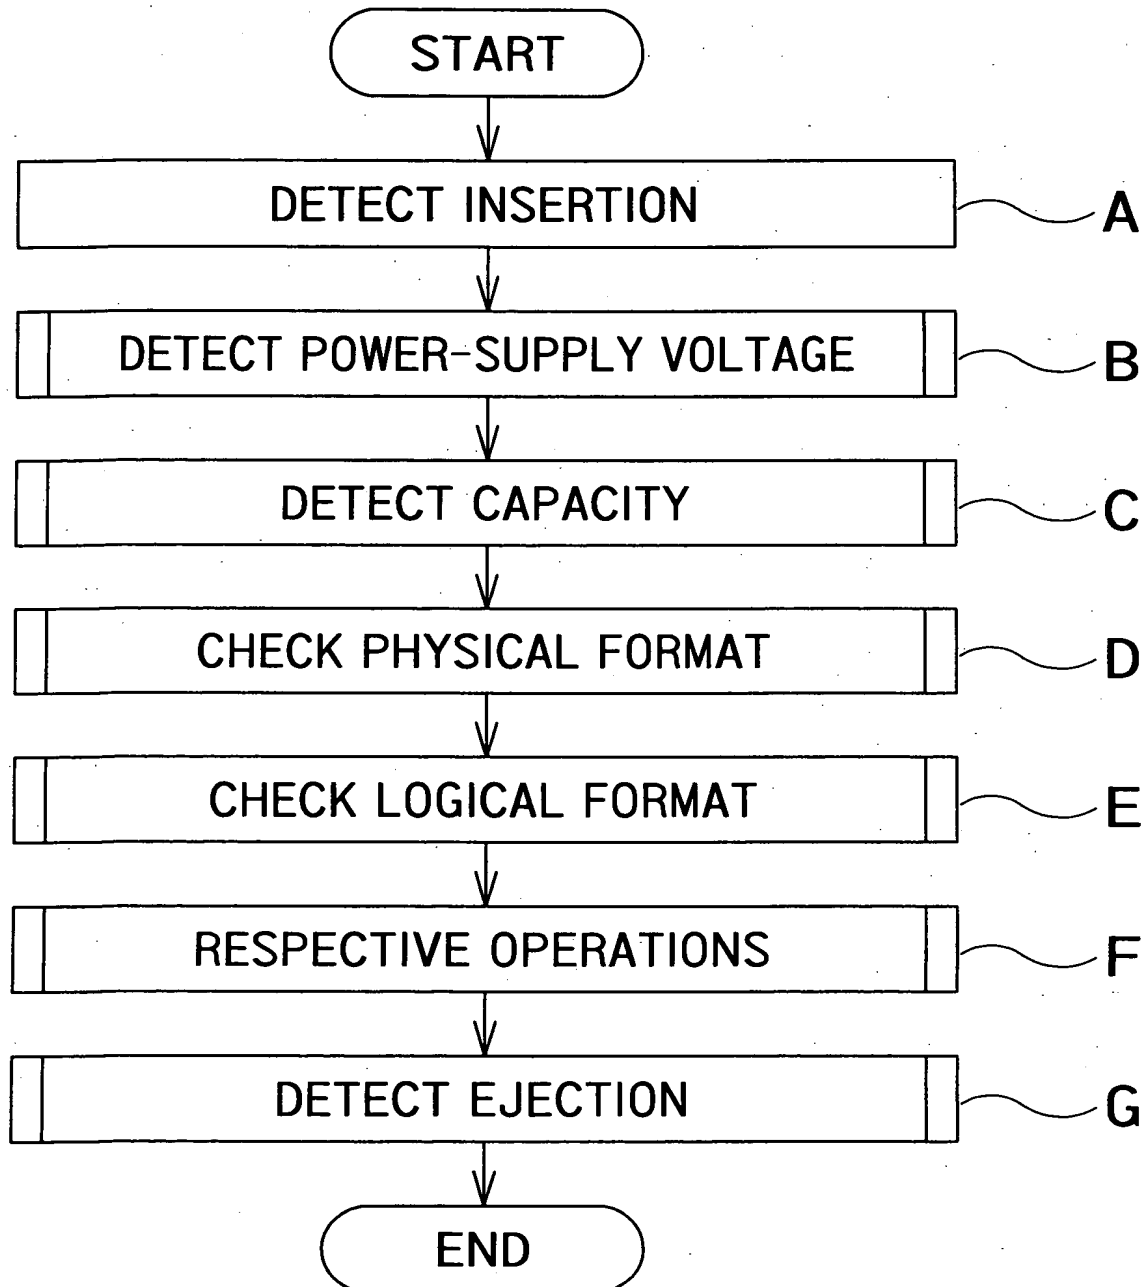 START
DETECT INSERTION
A
DETECT POWER-SUPPLY VOLTAGE
B
DETECT CAPACITY
C
CHECK PHYSICAL FORMAT
D
CHECK LOGICAL FORMAT
E
RESPECTIVE OPERATIONS
F
DETECT EJECTION
G
END